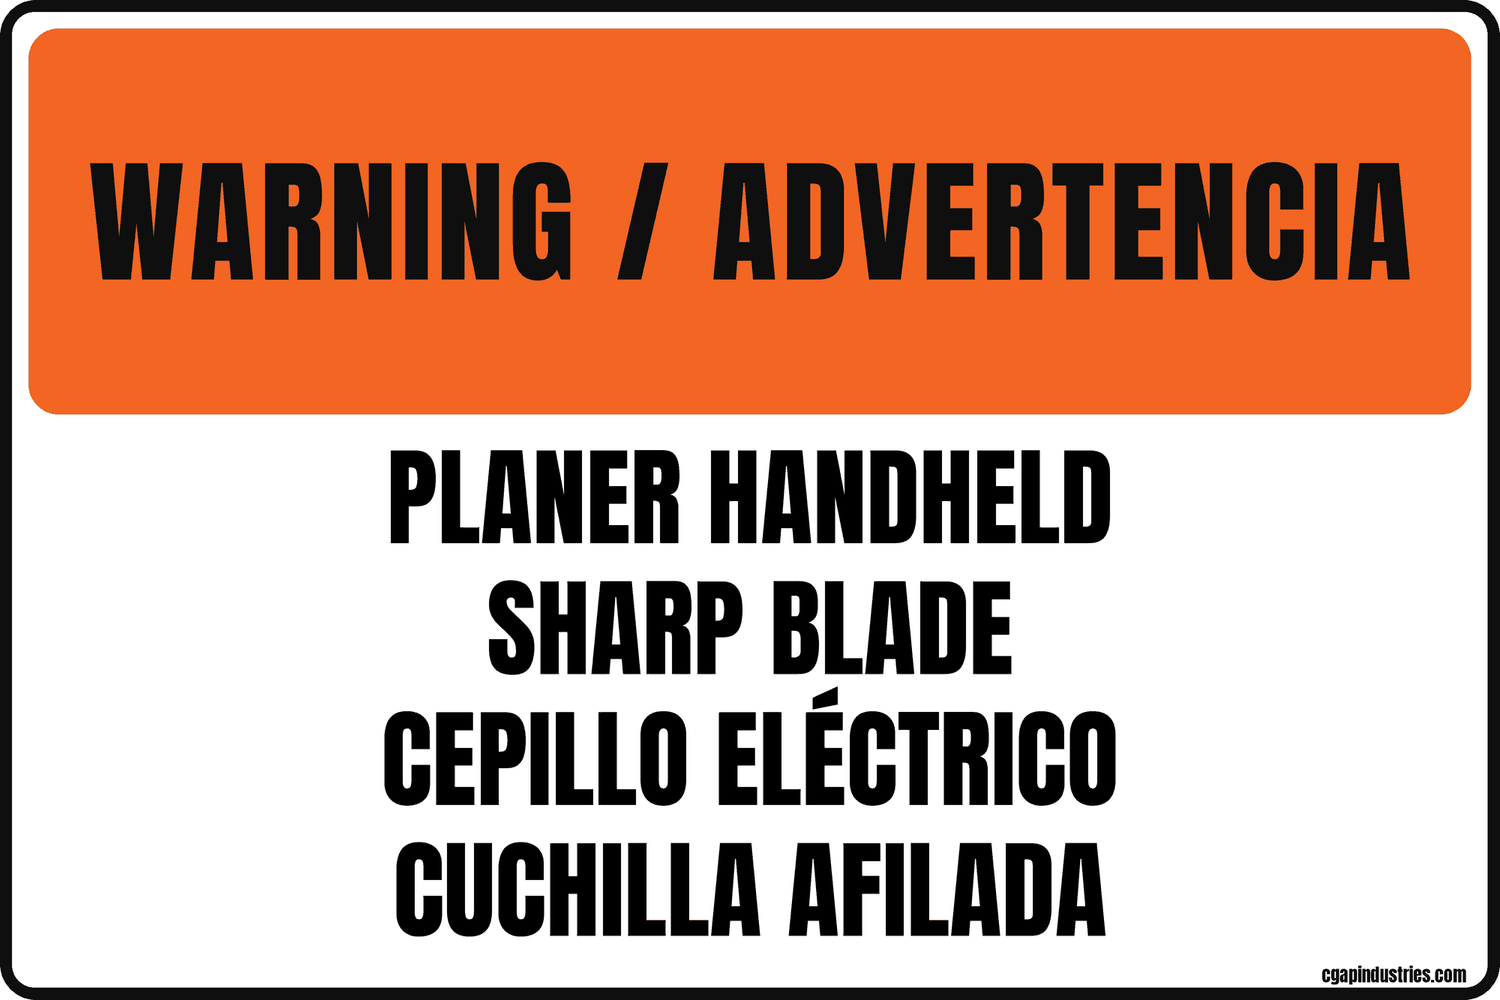 WARNING / ADVERTENCIA
PLANER HANDHELD
SHARP BLADE
CEPILLO ELÉCTRICO
CUCHILLA AFILADA
cgapindustries.com